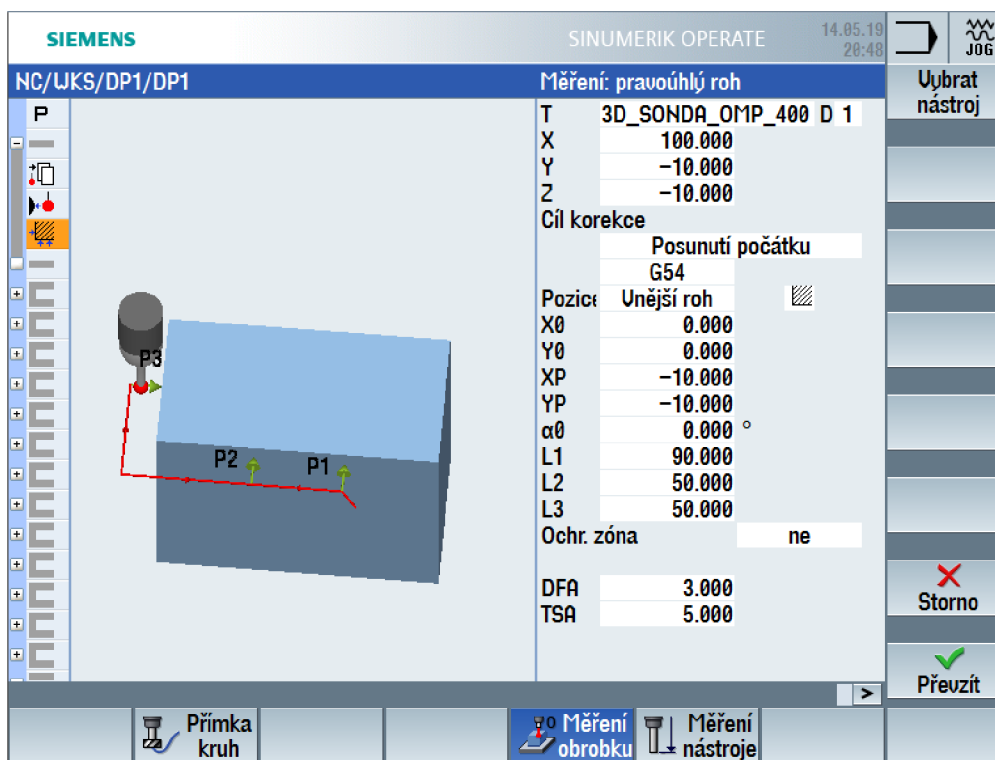 SIEMENS
SINUMERIK OPERATE
14.05.19
20:48
JOG
NC/WKS/DP1/DP1
Měření: pravoúhlý roh
Vybrat
nástroj
P
T 3D_SONDA_OMP_400 D 1
X 100.000
Y -10.000
Z -10.000
Cíl korekce
Posunutí počátku
G54
Pozice Vnější roh
X0 0.000
Y0 0.000
XP -10.000
YP -10.000
α0 0.000 °
L1 90.000
L2 50.000
L3 50.000
Ochr. zóna ne
DFA 3.000
TSA 5.000
P3
P2
P1
Storno
Převzít
>
Přímka
kruh
Měření
obrobku
Měření
nástroje